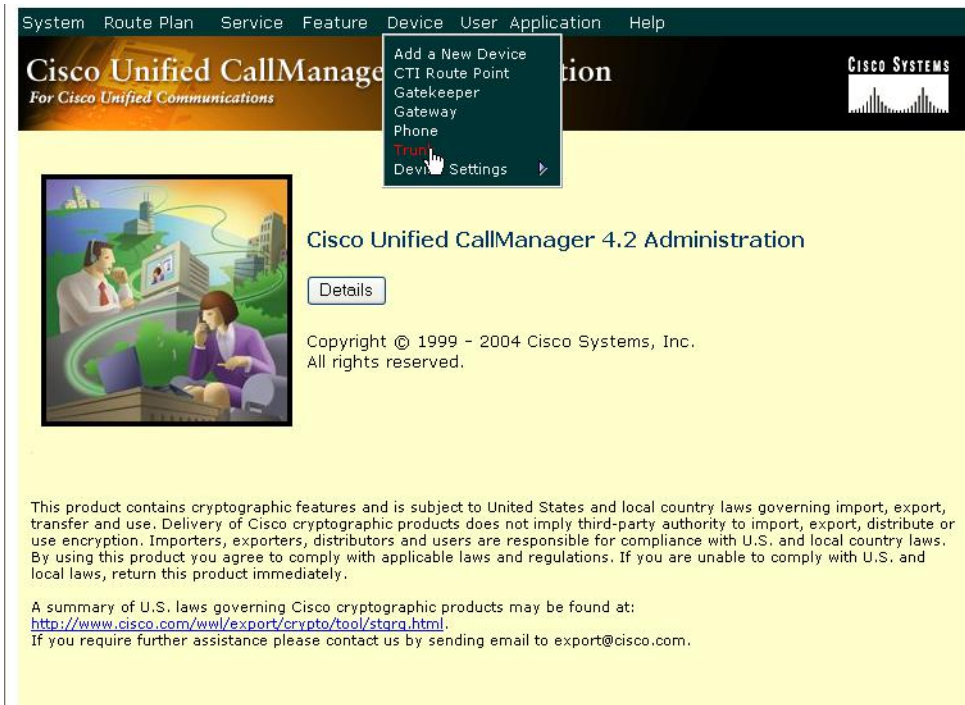 System Route Plan Service Feature Device User Application Help
Cisco Unified CallManage tion
For Cisco Unified Communications
CISCO SYSTEMS
Add a New Device
CTI Route Point
Gatekeeper
Gateway
Phone
Trun
Devi Settings
Cisco Unified CallManager 4.2 Administration
Details
Copyright © 1999 - 2004 Cisco Systems, Inc.
All rights reserved.
This product contains cryptographic features and is subject to United States and local country laws governing import, export,
transfer and use. Delivery of Cisco cryptographic products does not imply third-party authority to import, export, distribute or
use encryption. Importers, exporters, distributors and users are responsible for compliance with U.S. and local country laws.
By using this product you agree to comply with applicable laws and regulations. If you are unable to comply with U.S. and
local laws, return this product immediately.
A summary of U.S. laws governing Cisco cryptographic products may be found at:
http://www.cisco.com/wwl/export/crypto/tool/stqrg.html.
If you require further assistance please contact us by sending email to export@cisco.com.